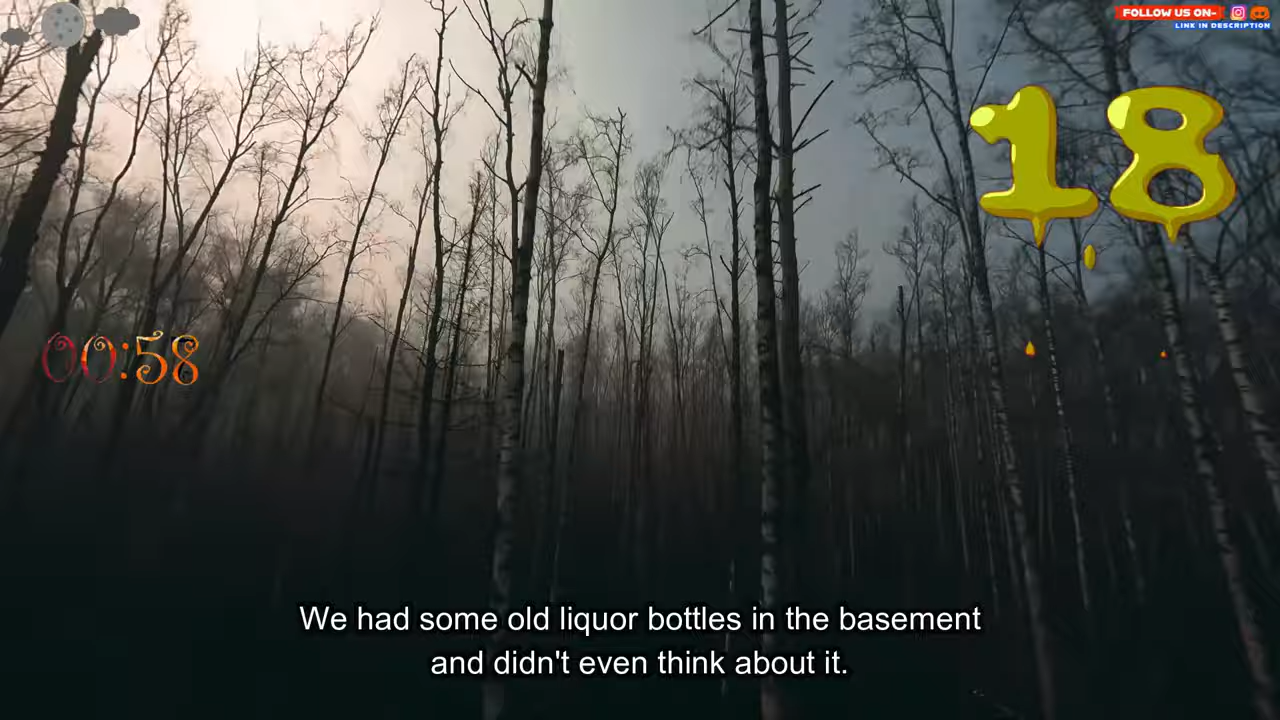 FOLLOW US ON-
LINK IN DESCRIPTION
18
00:58
We had some old liquor bottles in the basement
and didn't even think about it.